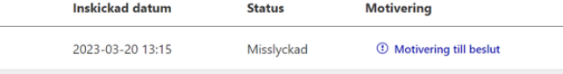 Inskickad datum Status Motivering
2023-03-20 13:15 Misslyckad Motivering till beslut